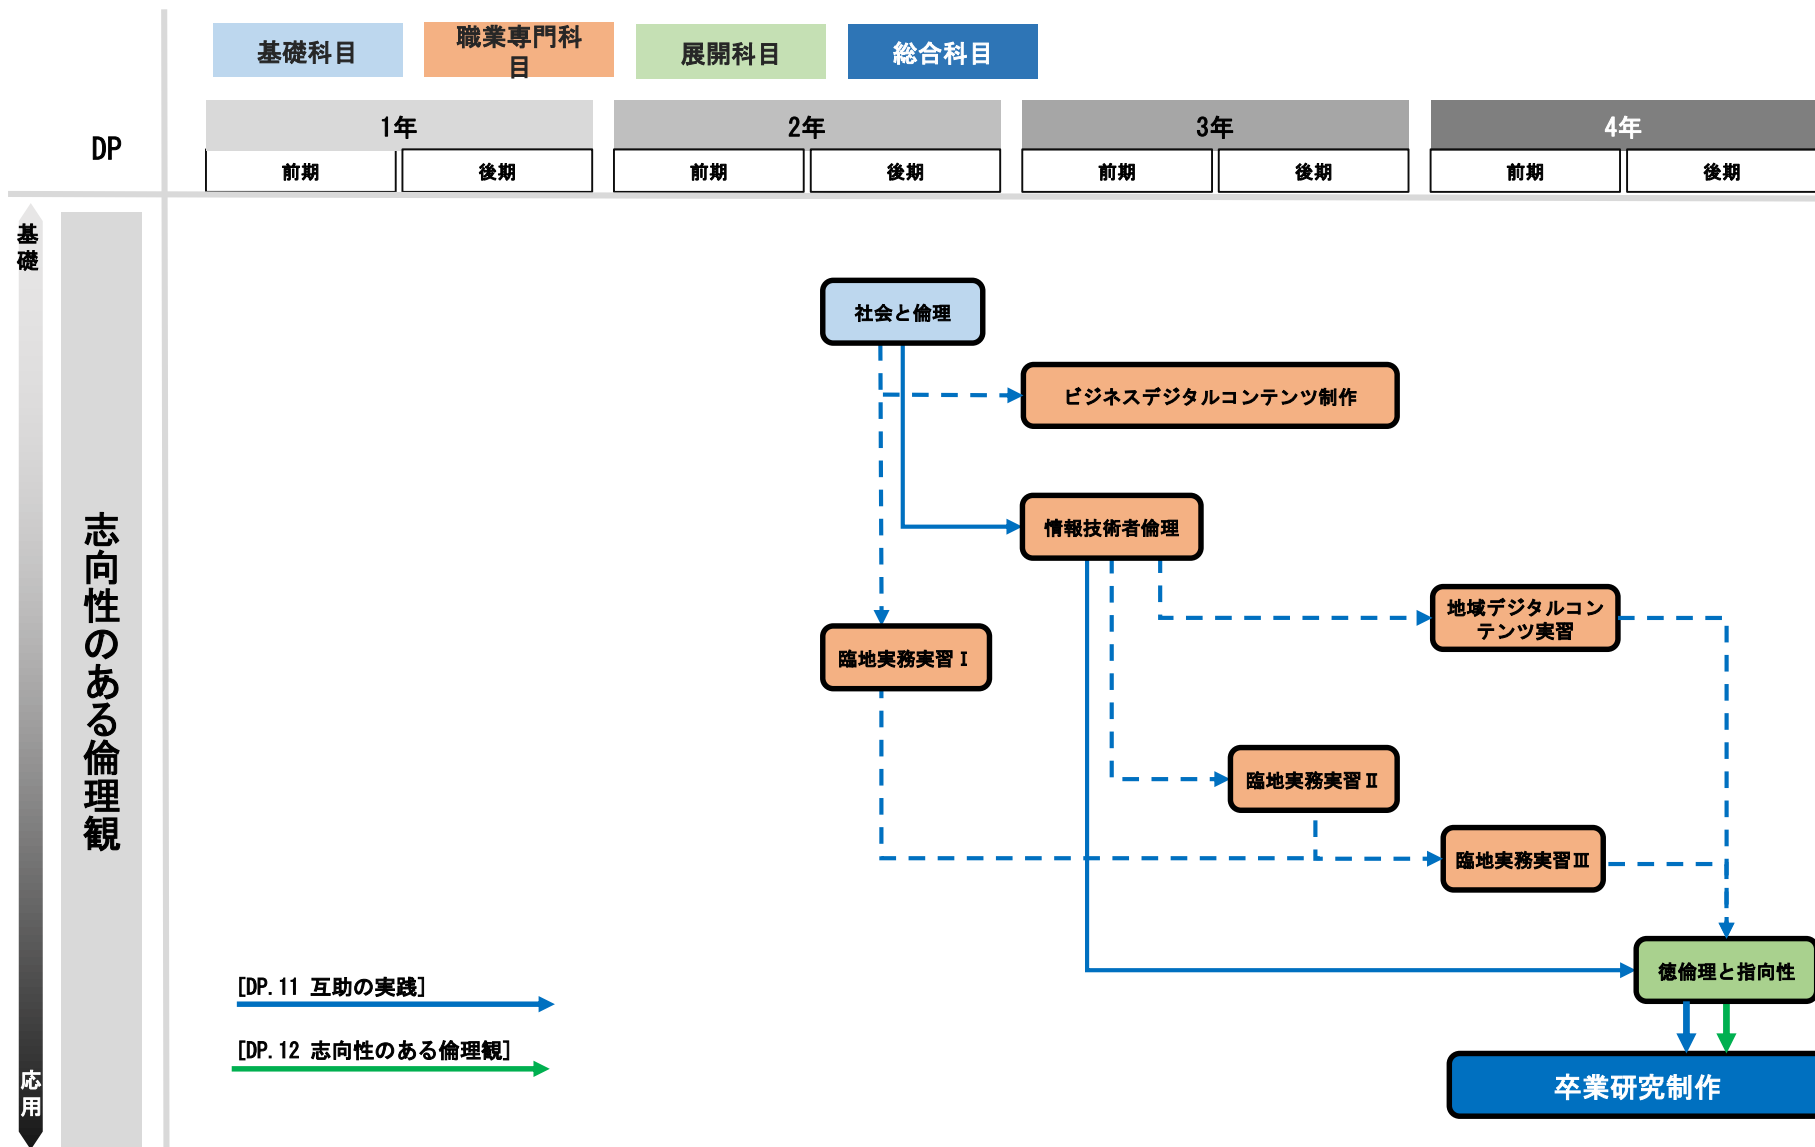 基礎科目
職業専門科
目
展開科目
総合科目
DP
1年
2年
3年
4年
前期
後期
前期
後期
前期
後期
前期
後期
基
礎
志向性のある倫理観
社会と倫理
ビジネスデジタルコンテンツ制作
情報技術者倫理
地域デジタルコン
テンツ実習
臨地実務実習Ⅰ
臨地実務実習Ⅱ
臨地実務実習Ⅲ
徳倫理と指向性
[DP.11 互助の実践]
[DP.12 志向性のある倫理観]
卒業研究制作
応
用